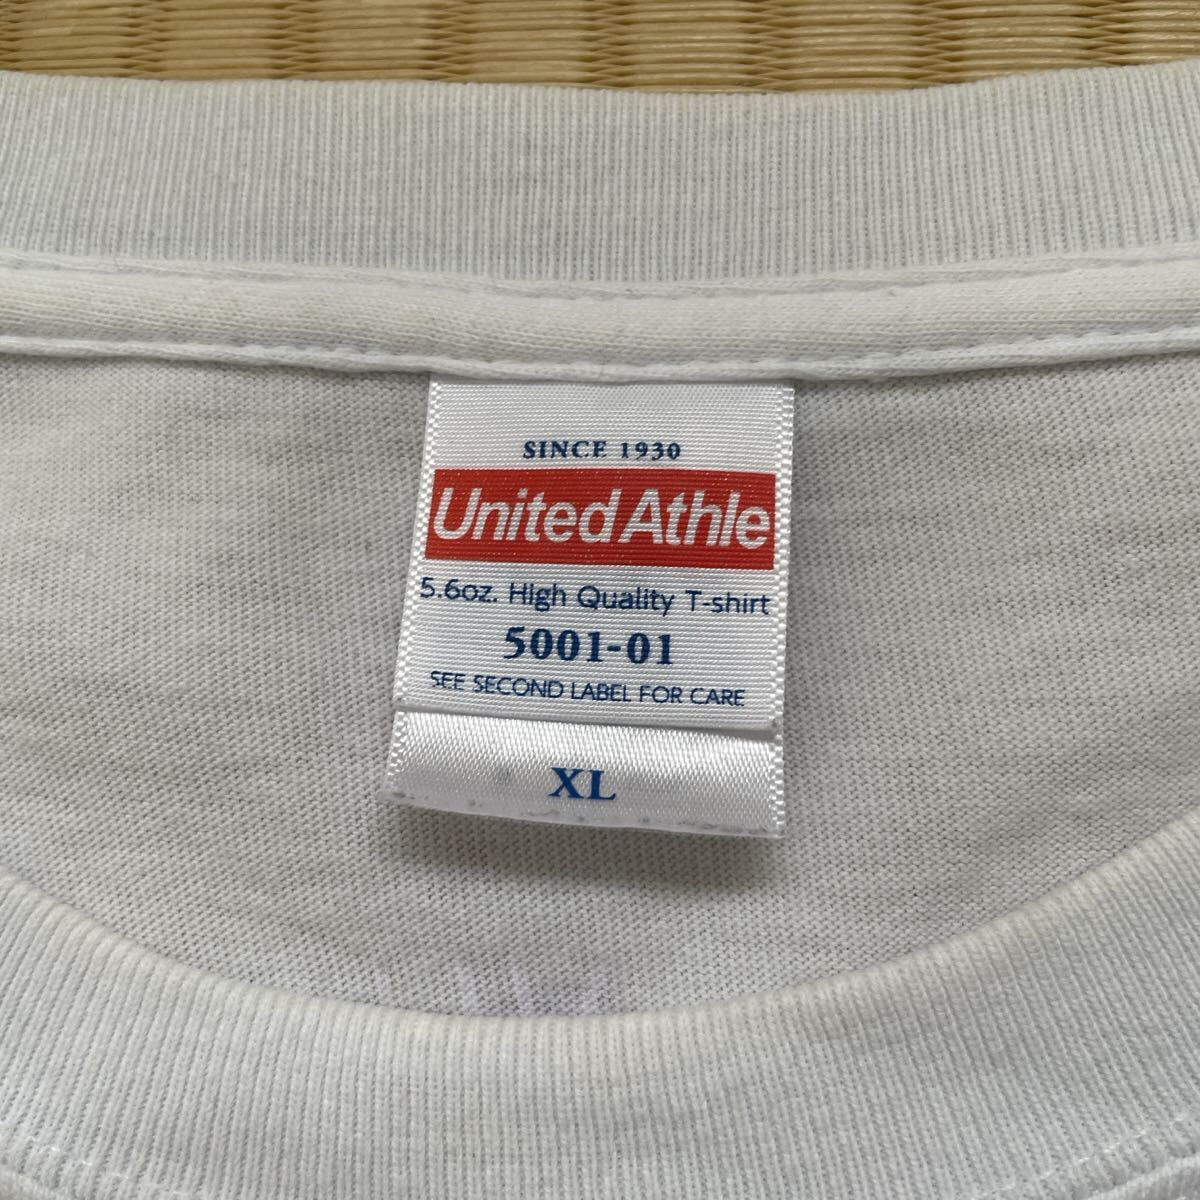 SINCE 1930
United Athle
5.6oz. High Quality T-shirt
5001-01
SEE SECOND LABEL FOR CARE
XL